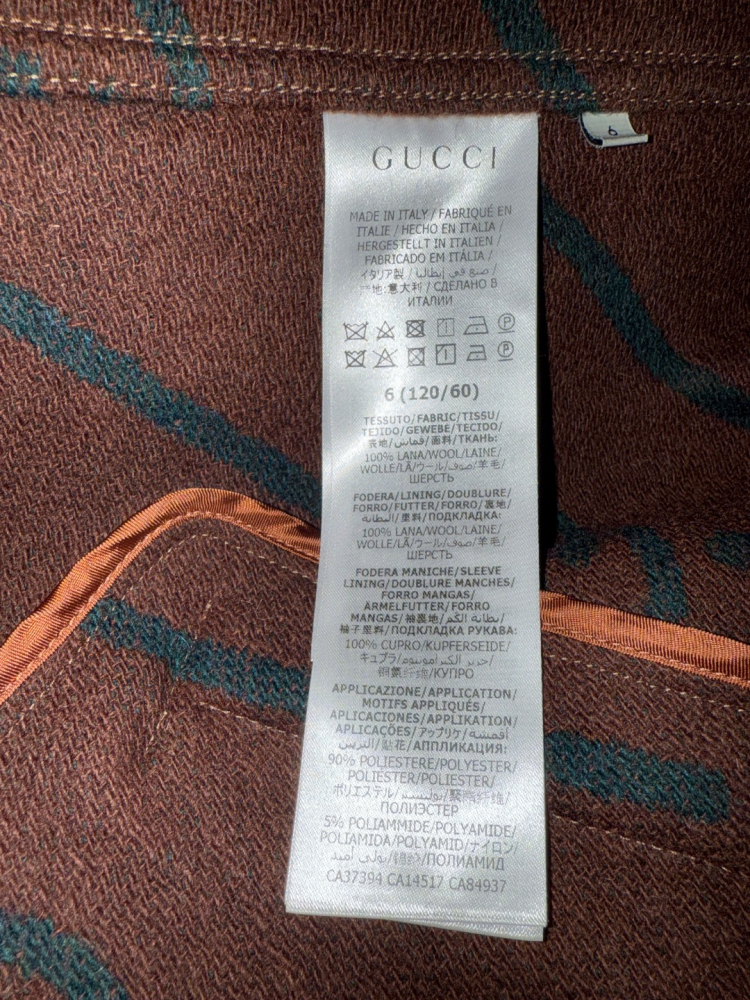 GUCCI
6
MADE IN ITALY / FABRIQUÉ EN
ITALIE / HECHO EN ITALIA /
HERGESTELLT IN ITALIEN /
FABRICADO EM ITÁLIA /
イタリア製 / صنع في إيطاليا /
产地:意大利 / СДЕЛАНО В
ИТАЛИИ
6 (120/60)
TESSUTO/FABRIC/TISSU/
TEJIDO/GEWEBE/TECIDO/
表地/قماش/面料/ТКАНЬ:
100% LANA/WOOL/LAINE/
WOLLE/LÃ/ウール/صوف/羊毛/
ШЕРСТЬ
FODERA/LINING/DOUBLURE/
FORRO/FUTTER/FORRO/裏地/
البطانة/里料/ПОДКЛАДКА:
100% LANA/WOOL/LAINE/
WOLLE/LÃ/ウール/صوف/羊毛/
ШЕРСТЬ
FODERA MANICHE/SLEEVE
LINING/DOUBLURE MANCHES/
FORRO MANGAS/
ÄRMELFUTTER/FORRO
MANGAS/袖裏地/بطانة الكم/
袖子里料/ПОДКЛАДКА РУКАВА:
100% CUPRO/KUPFERSEIDE/
キュプラ/حرير الكبرامونيوم/
铜氨纤维/КУПРО
APPLICAZIONE/APPLICATION/
MOTIFS APPLIQUÉS/
APLICACIONES/APPLIKATION/
APLICAÇÕES/アップリケ/أقمشة
التزيين/贴花/АППЛИКАЦИЯ:
90% POLIESTERE/POLYESTER/
POLIESTER/POLIÉSTER/
ポリエステル/بوليستر/聚酯纤维/
ПОЛИЭСТЕР
5% POLIAMMIDE/POLYAMIDE/
POLIAMIDA/POLYAMID/ナイロン/
بولي أميد/锦纶/ПОЛИАМИД
CA37394 CA14517 CA84937